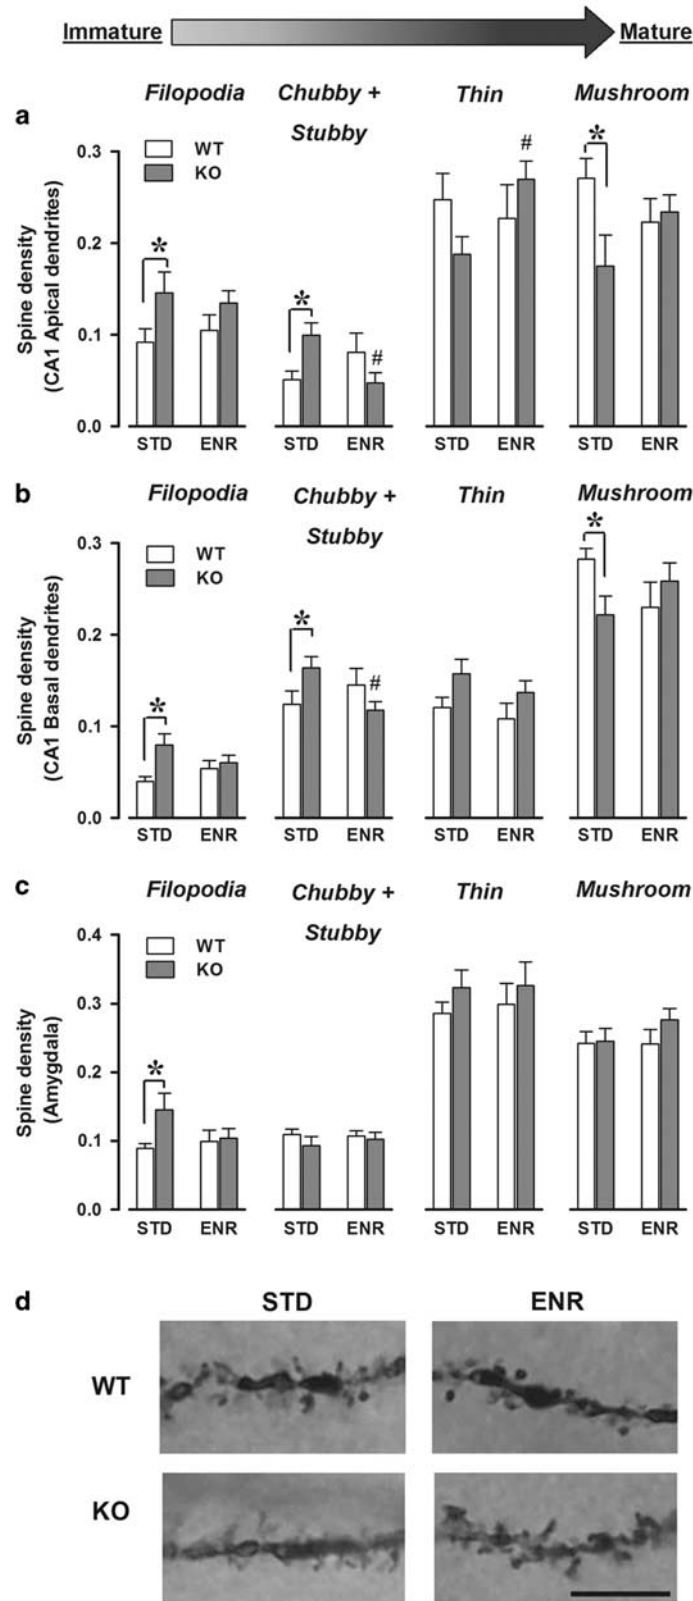 Immature Mature
Filopodia Chubby + Thin Mushroom
Stubby
a
Spine density
(CA1 Apical dendrites)
0.3
0.2
0.1
0.0
WT
KO
* * # # *
STD ENR STD ENR STD ENR STD ENR
b
Filopodia Chubby + Thin Mushroom
Stubby
Spine density
(CA1 Basal dendrites)
0.3
0.2
0.1
0.0
WT
KO
* * # *
STD ENR STD ENR STD ENR STD ENR
c
Filopodia Chubby + Thin Mushroom
Stubby
Spine density
(Amygdala)
0.4
0.3
0.2
0.1
0.0
WT
KO
*
STD ENR STD ENR STD ENR STD ENR
d
STD ENR
WT
KO